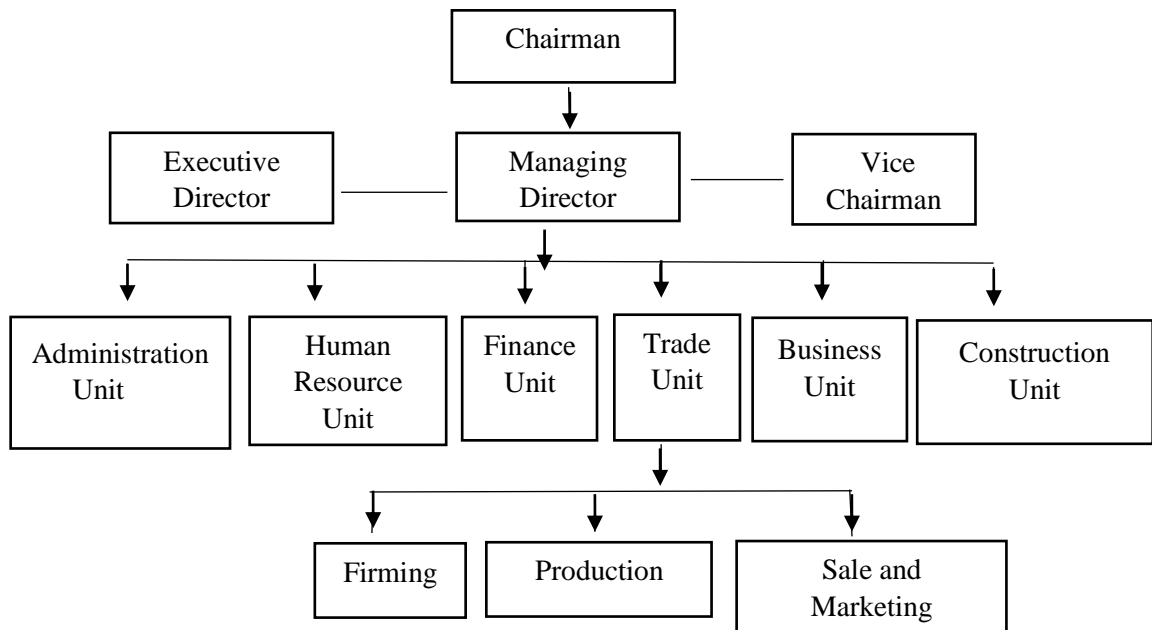 Chairman
Executive
Director
Managing
Director
Vice
Chairman
Administration
Unit
Human
Resource
Unit
Finance
Unit
Trade
Unit
Business
Unit
Construction
Unit
Firming
Production
Sale and
Marketing